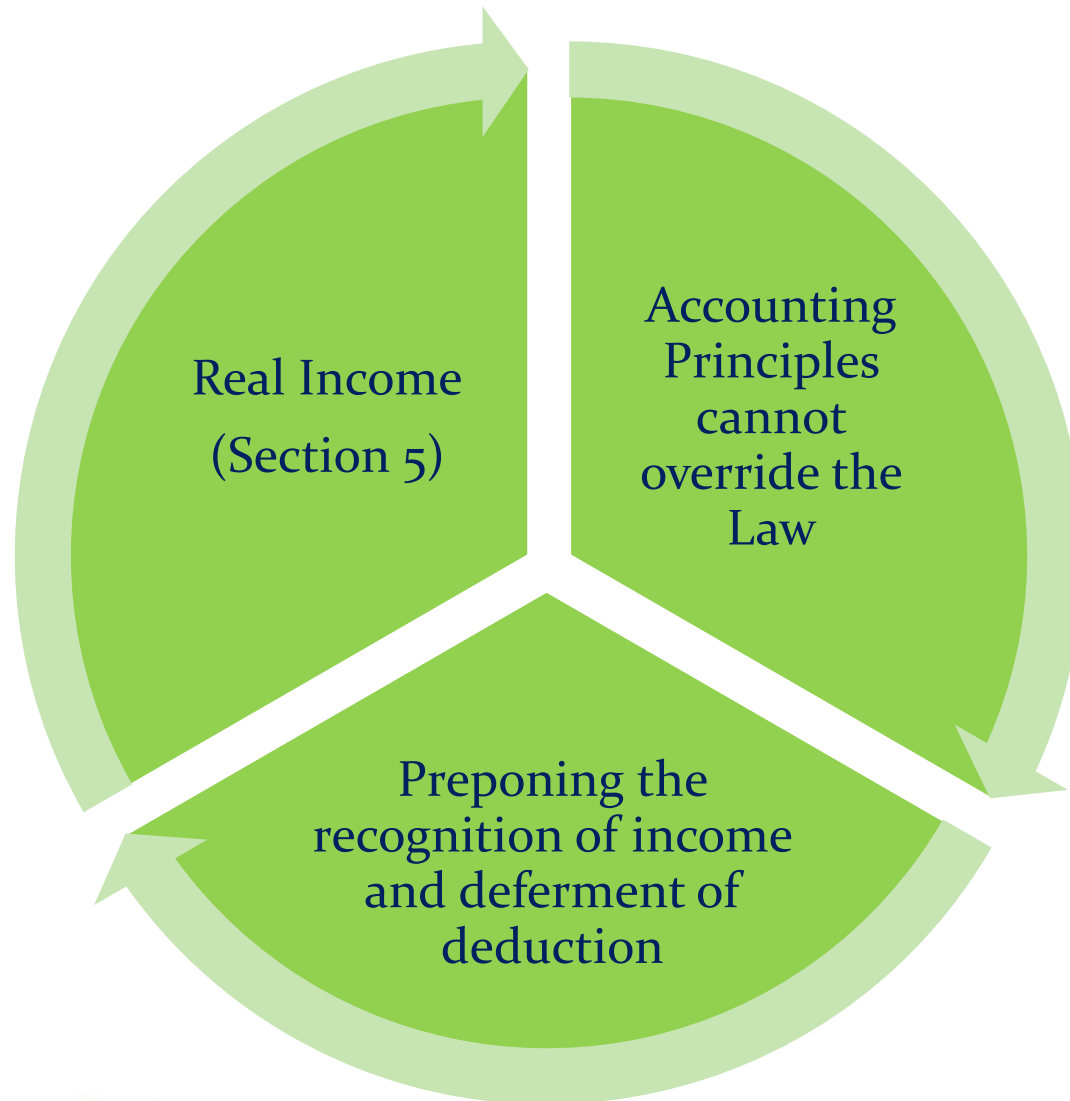 Real Income
(Section 5)
Accounting
Principles
cannot
override the
Law
Preponing the
recognition of income
and deferment of
deduction